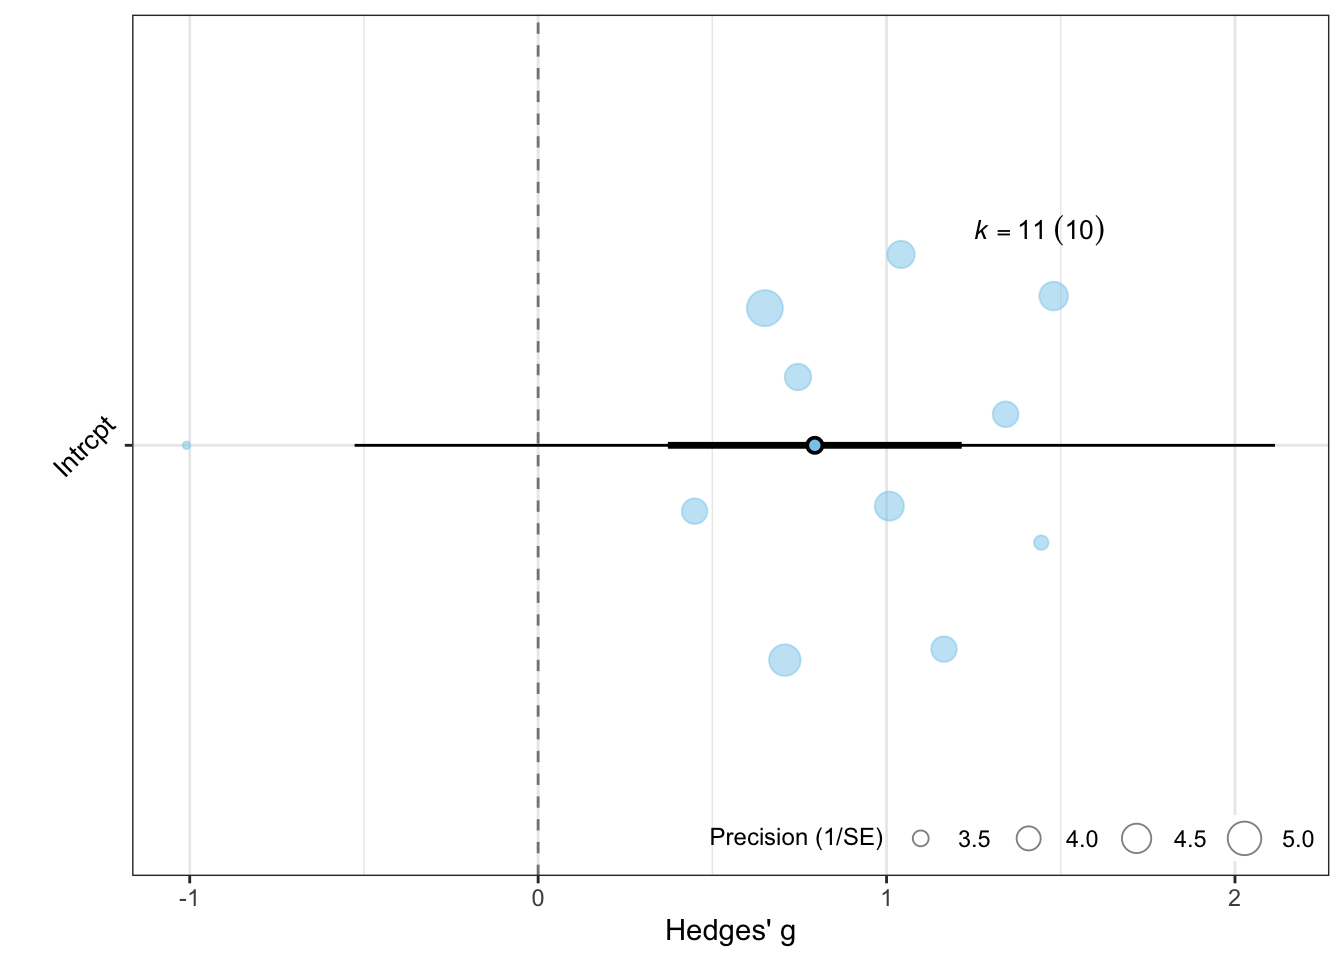 k = 11 (10)
Intrcpt
Precision (1/SE) 3.5 4.0 4.5 5.0
-1 0 1 2
Hedges' g